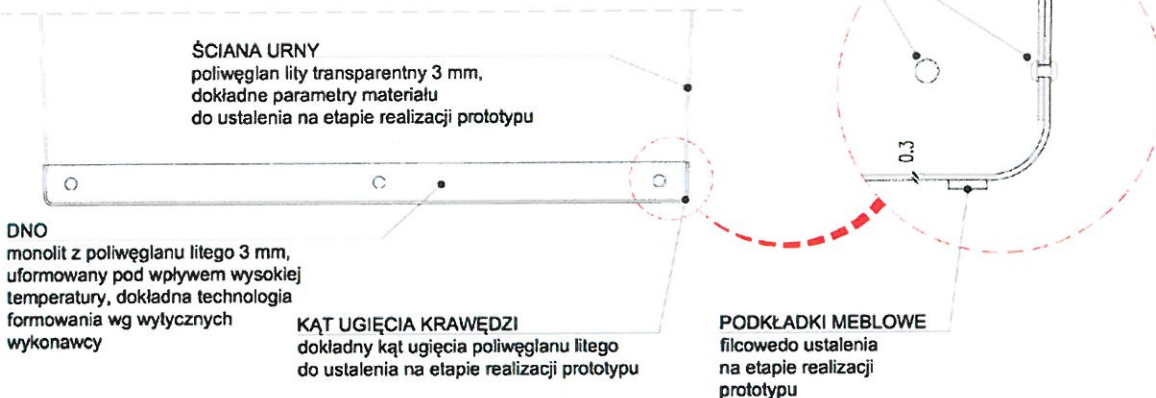 ŚCIANA URNY
poliwęglan lity transparentny 3 mm,
dokładne parametry materiału
do ustalenia na etapie realizacji prototypu
0.3
DNO
monolit z poliwęglanu litego 3 mm,
uformowany pod wpływem wysokiej
temperatury, dokładna technologia
formowania wg wytycznych
wykonawcy
KĄT UGIĘCIA KRAWĘDZI
dokładny kąt ugięcia poliwęglanu litego
do ustalenia na etapie realizacji prototypu
PODKŁADKI MEBLOWE
filcowedo ustalenia
na etapie realizacji
prototypu